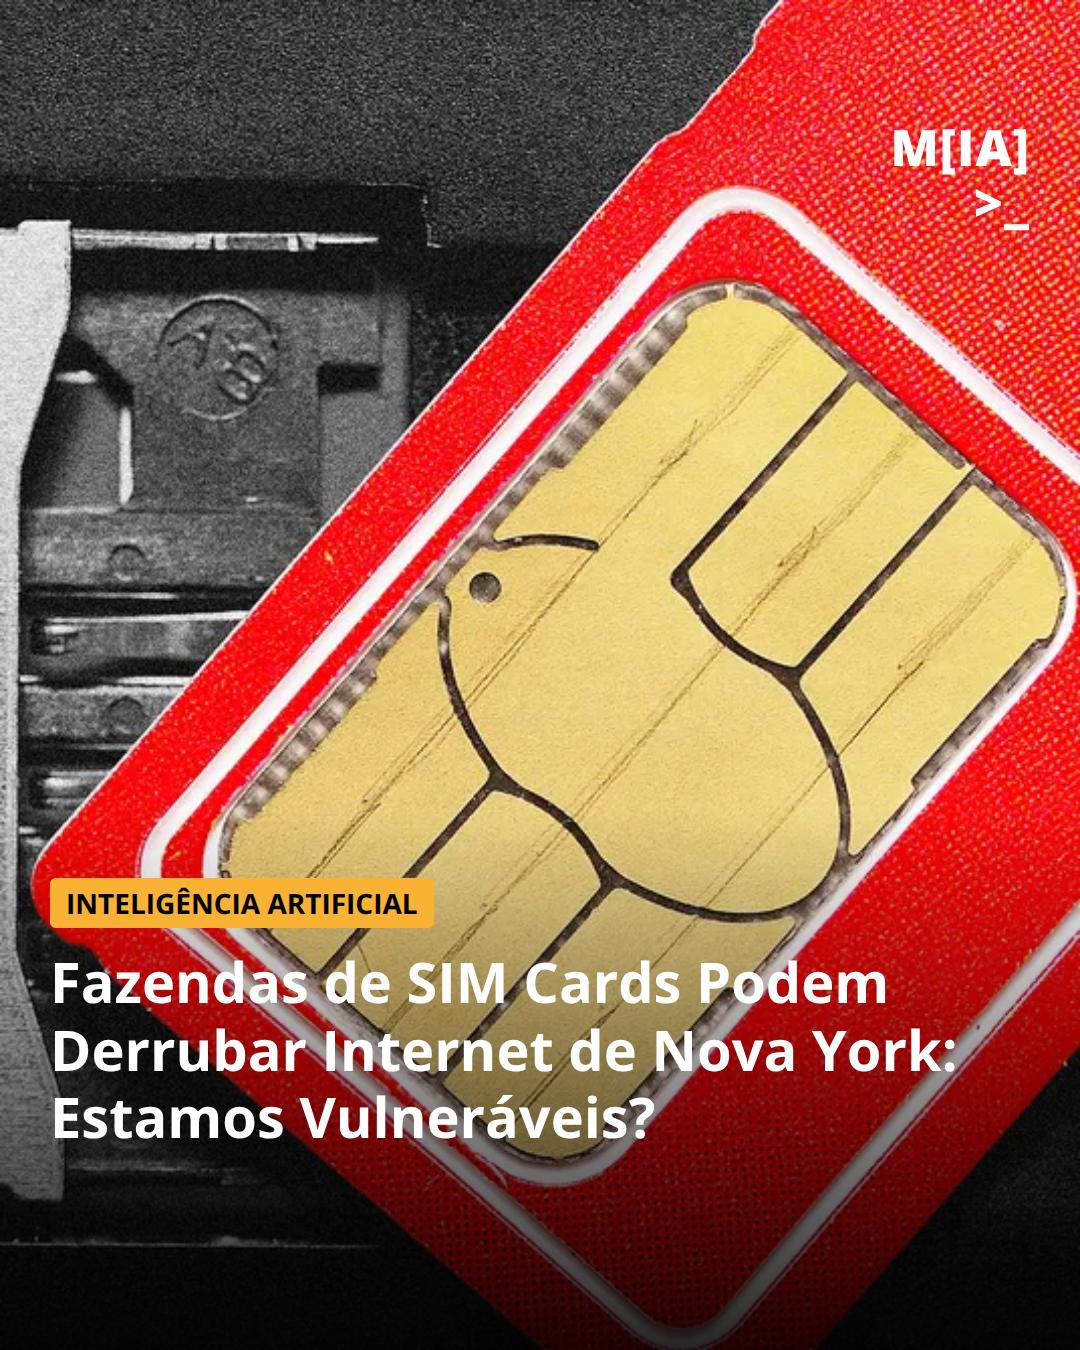 M[IA]
>_
INTELIGÊNCIA ARTIFICIAL
Fazendas de SIM Cards Podem
Derrubar Internet de Nova York:
Estamos Vulneráveis?